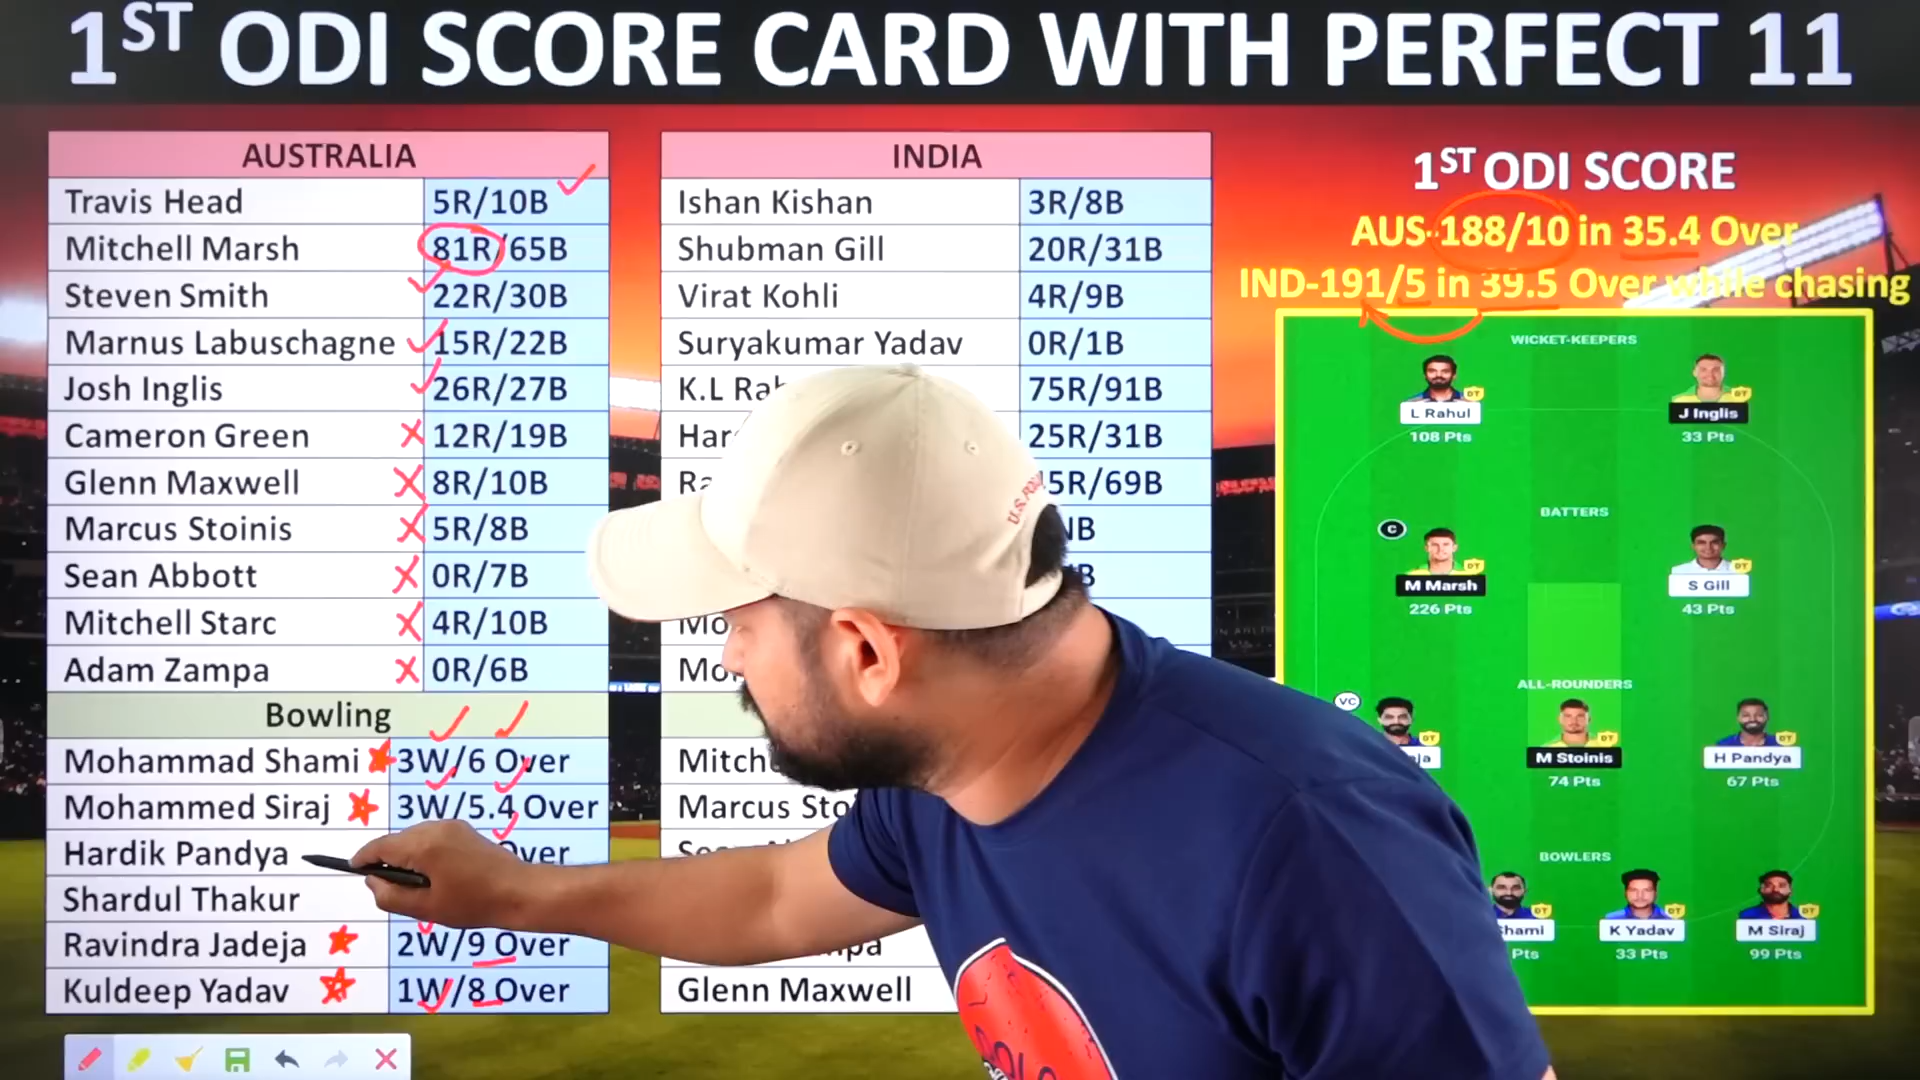 1ST ODI SCORE CARD WITH PERFECT 11
AUSTRALIA
Travis Head 5R/10B
Mitchell Marsh 81R/65B
Steven Smith 22R/30B
Marnus Labuschagne 15R/22B
Josh Inglis 26R/27B
Cameron Green 12R/19B
Glenn Maxwell 8R/10B
Marcus Stoinis 5R/8B
Sean Abbott 0R/7B
Mitchell Starc 4R/10B
Adam Zampa 0R/6B
Bowling
Mohammad Shami 3W/6 Over
Mohammed Siraj 3W/5.4 Over
Hardik Pandya Over
Shardul Thakur
Ravindra Jadeja 2W/9 Over
Kuldeep Yadav 1W/8 Over
INDIA
Ishan Kishan 3R/8B
Shubman Gill 20R/31B
Virat Kohli 4R/9B
Suryakumar Yadav 0R/1B
K.L 75R/91B
25R/31B
5R/69B
Marcus
Glenn Maxwell
1ST ODI SCORE
AUS-188/10 in 35.4 Over
IND-191/5 in 39.5 Over while chasing
WICKET-KEEPERS
L Rahul
108 Pts
J Inglis
33 Pts
BATTERS
C
M Marsh
226 Pts
S Gill
43 Pts
ALL-ROUNDERS
VC
M Stoinis
74 Pts
H Pandya
67 Pts
BOWLERS
Shami
Pts
K Yadav
33 Pts
M Siraj
99 Pts